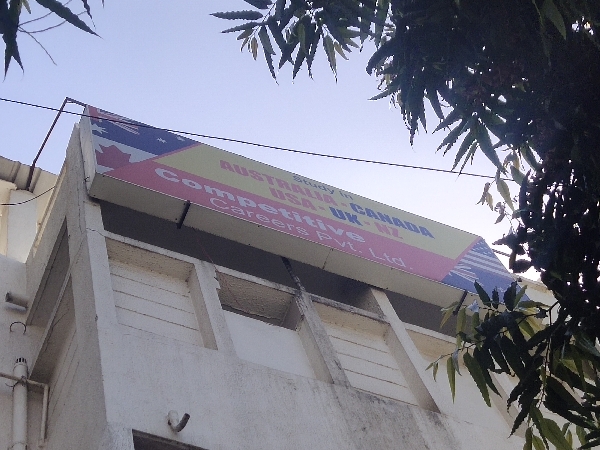 Study in
AUSTRALIA - CANADA
USA - UK - NZ
Competitive
Careers Pvt. Ltd.